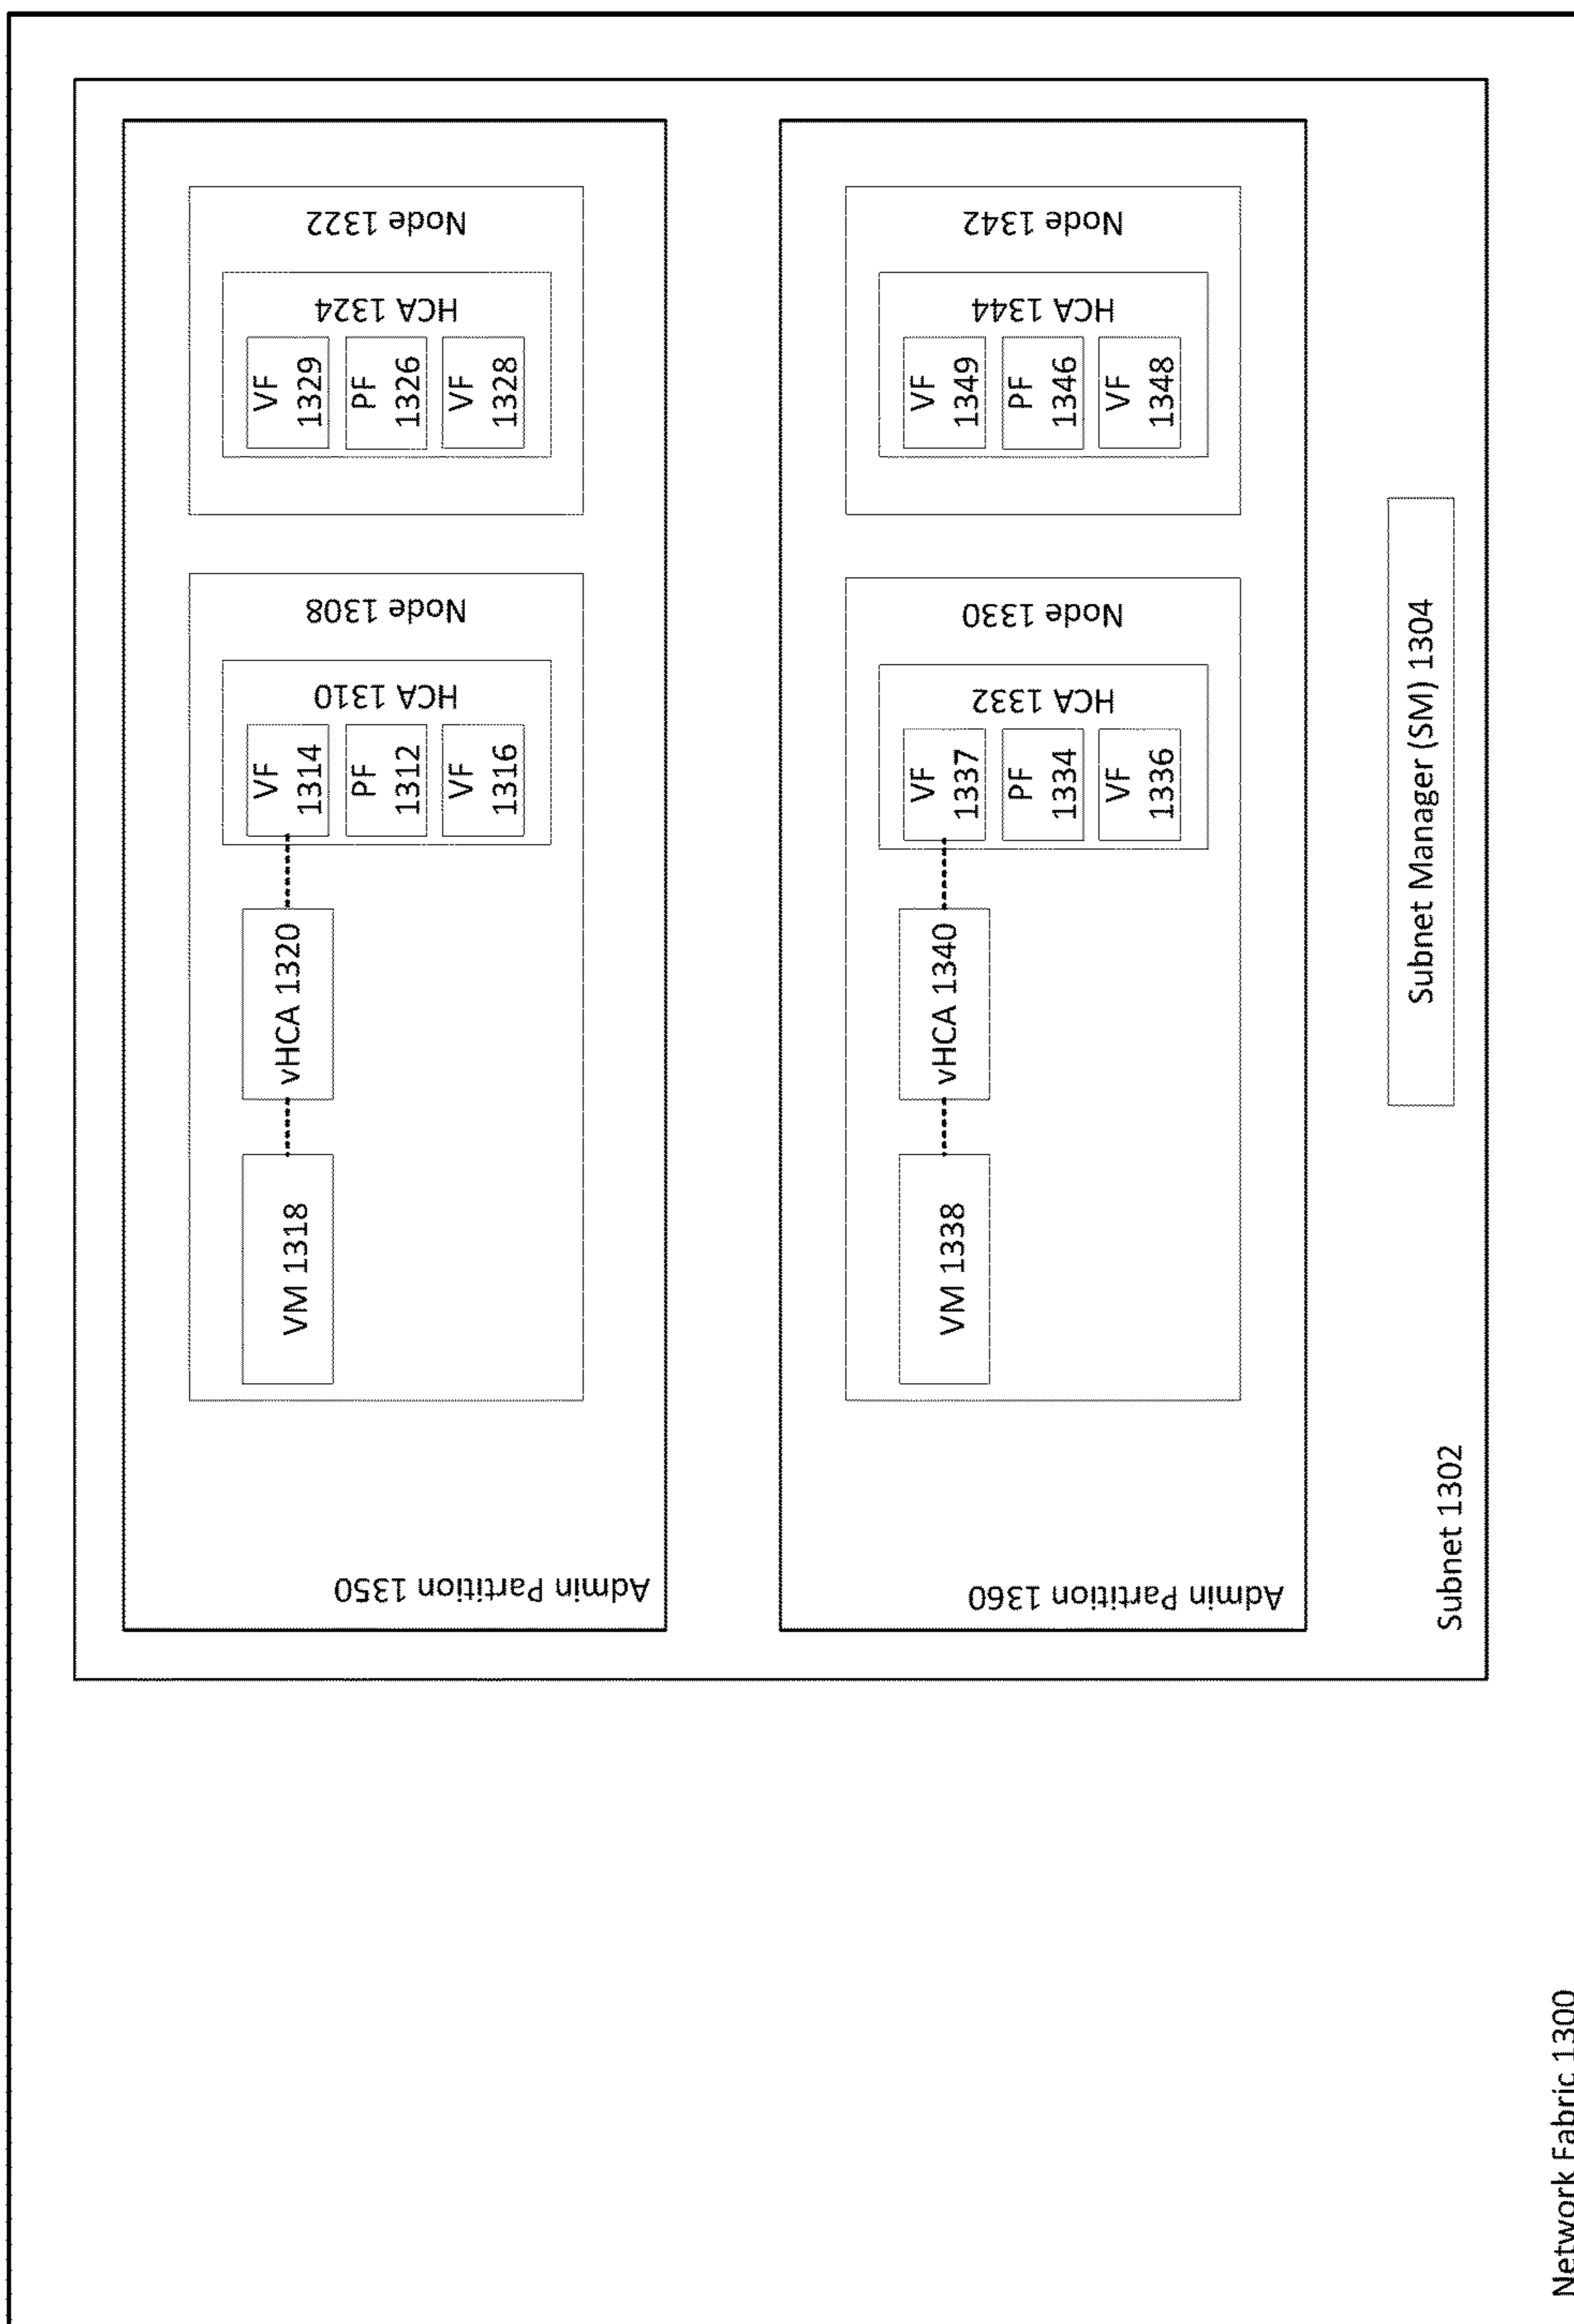 Node 1322
HCA 1324
VF
1329
PF
1326
VF
1328
Node 1308
HCA 1310
VF
1314
PF
1312
VF
1316
vHCA 1320
VM 1318
Admin Partition 1350
Node 1342
HCA 1344
VF
1349
PF
1346
VF
1348
Node 1330
HCA 1332
VF
1337
PF
1334
VF
1336
vHCA 1340
VM 1338
Admin Partition 1360
Subnet Manager (SM) 1304
Subnet 1302
Network Fabric 1300